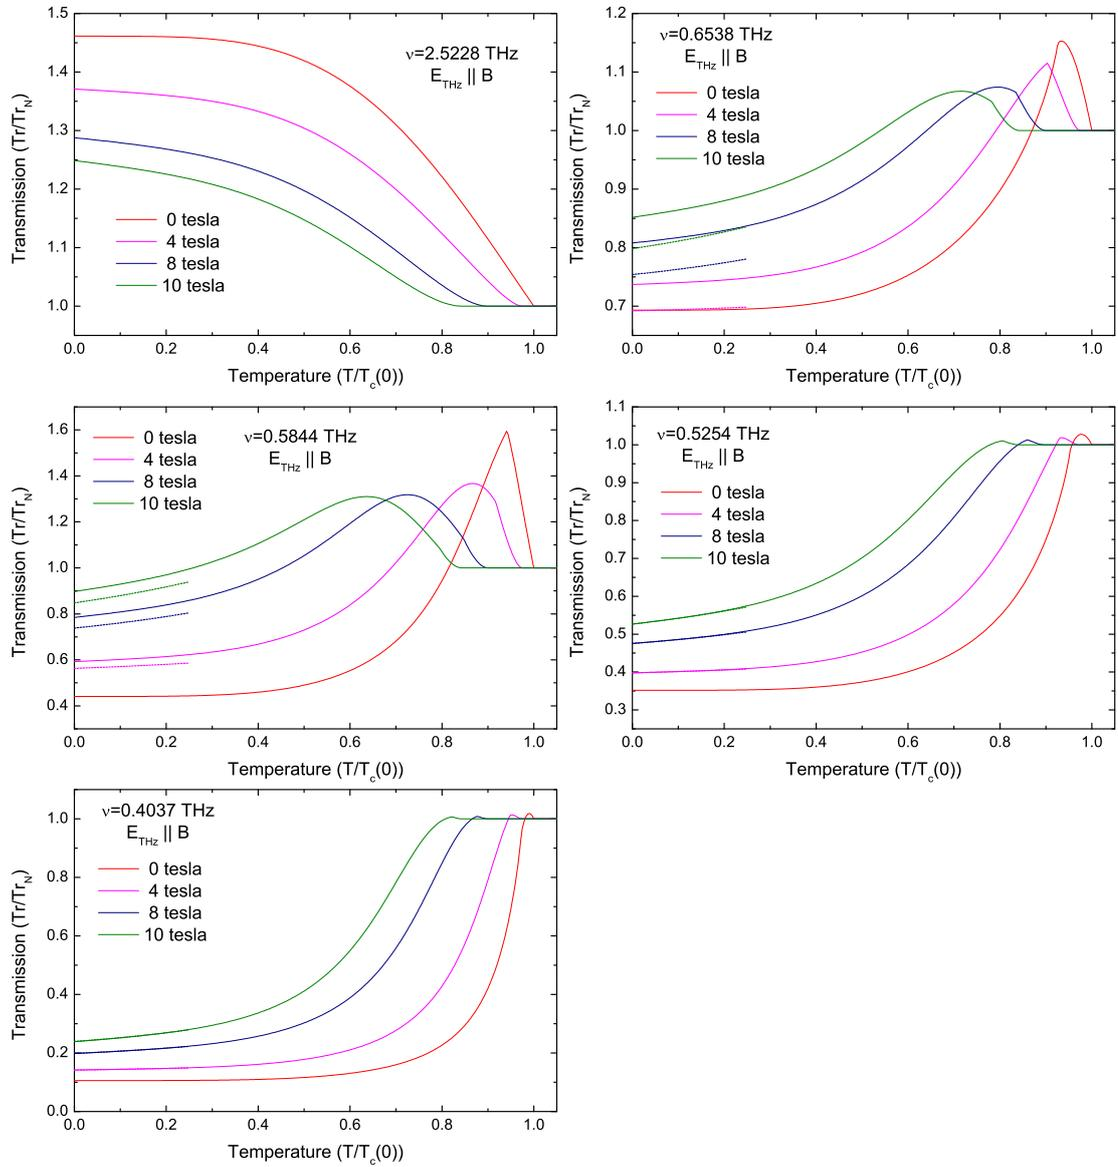 ν=2.5228 THz
E_THz || B
0 tesla
4 tesla
8 tesla
10 tesla
Transmission (Tr/Tr_N)
1.5
1.4
1.3
1.2
1.1
1.0
0.0 0.2 0.4 0.6 0.8 1.0
Temperature (T/T_c(0))
ν=0.6538 THz
E_THz || B
0 tesla
4 tesla
8 tesla
10 tesla
Transmission (Tr/Tr_N)
1.2
1.1
1.0
0.9
0.8
0.7
0.0 0.2 0.4 0.6 0.8 1.0
Temperature (T/T_c(0))
ν=0.5844 THz
E_THz || B
0 tesla
4 tesla
8 tesla
10 tesla
Transmission (Tr/Tr_N)
1.6
1.4
1.2
1.0
0.8
0.6
0.4
0.0 0.2 0.4 0.6 0.8 1.0
Temperature (T/T_c(0))
ν=0.5254 THz
E_THz || B
0 tesla
4 tesla
8 tesla
10 tesla
Transmission (Tr/Tr_N)
1.1
1.0
0.9
0.8
0.7
0.6
0.5
0.4
0.3
0.0 0.2 0.4 0.6 0.8 1.0
Temperature (T/T_c(0))
ν=0.4037 THz
E_THz || B
0 tesla
4 tesla
8 tesla
10 tesla
Transmission (Tr/Tr_N)
1.0
0.8
0.6
0.4
0.2
0.0
0.0 0.2 0.4 0.6 0.8 1.0
Temperature (T/T_c(0))